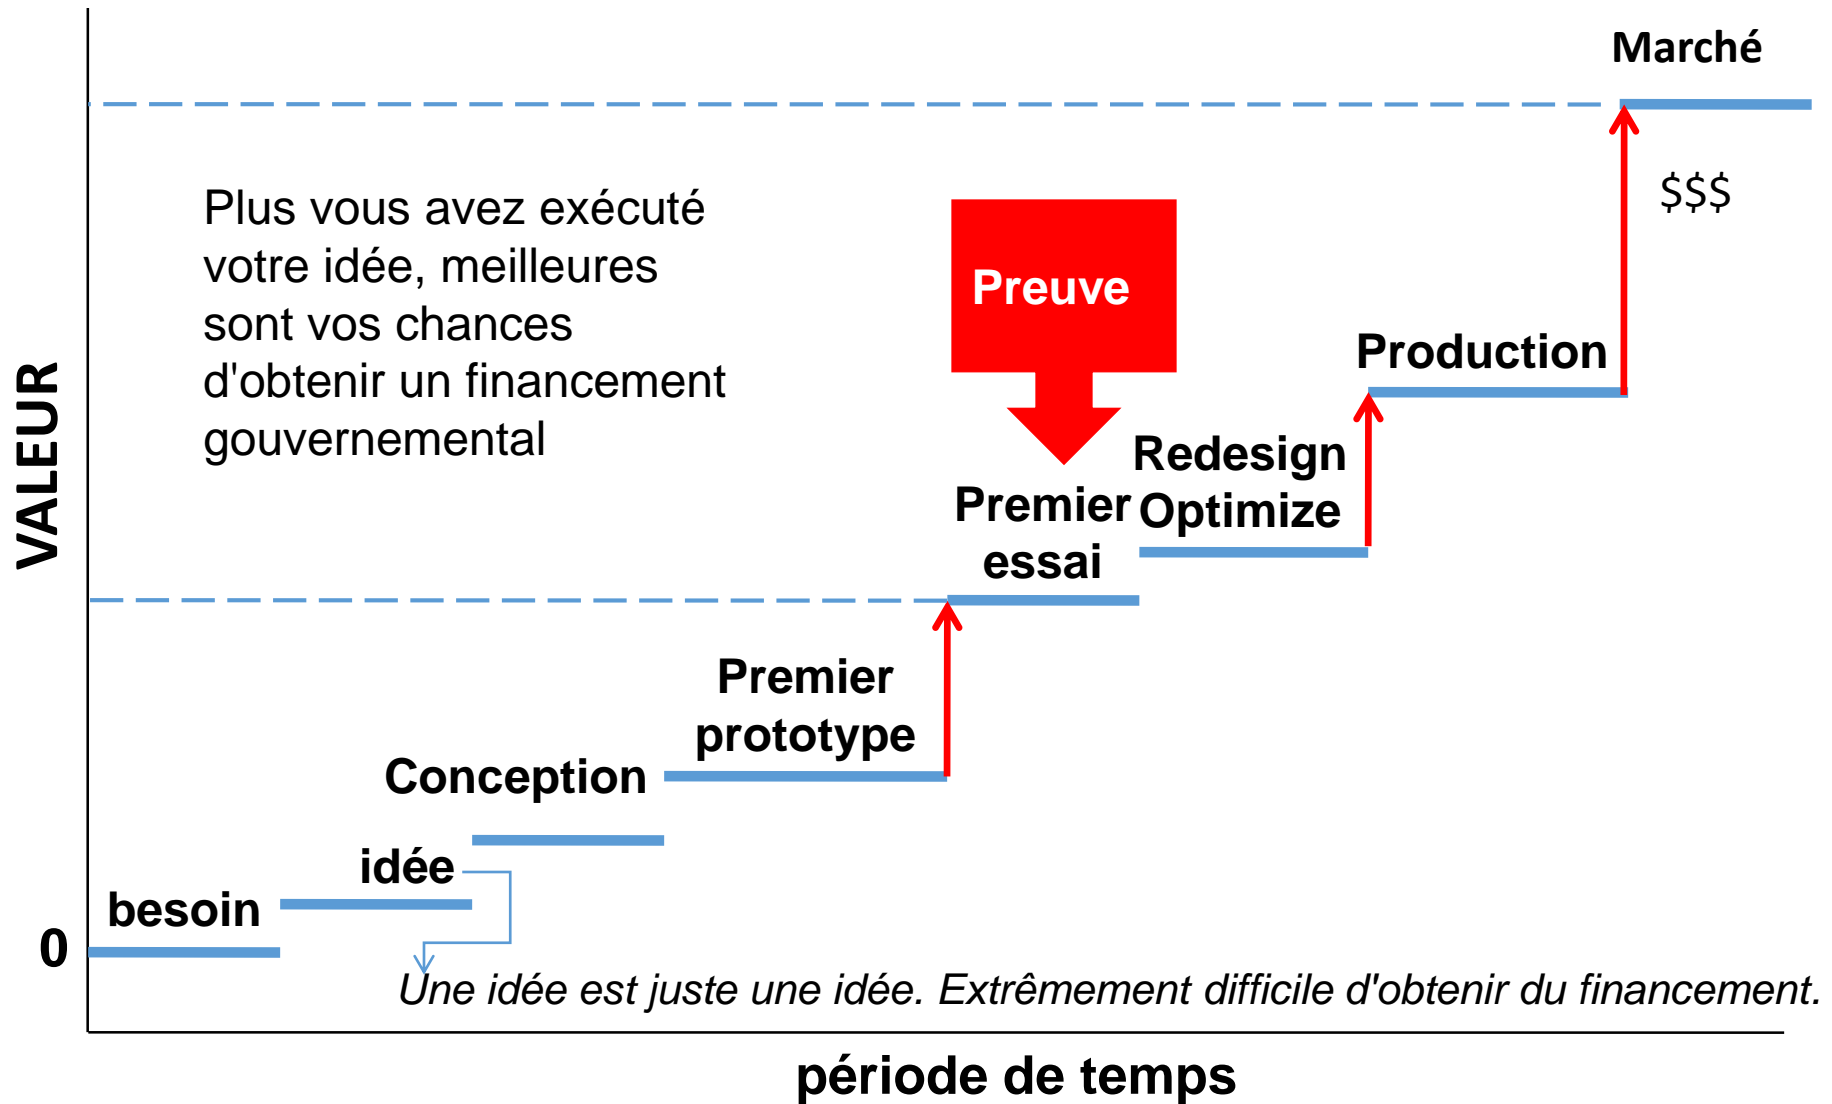 Marché
$$$
Plus vous avez exécuté
votre idée, meilleures
sont vos chances
d'obtenir un financement
gouvernemental
Preuve
Production
Redesign
Optimize
Premier
essai
Premier
prototype
Conception
idée
besoin
VALEUR
0
Une idée est juste une idée. Extrêmement difficile d'obtenir du financement.
période de temps